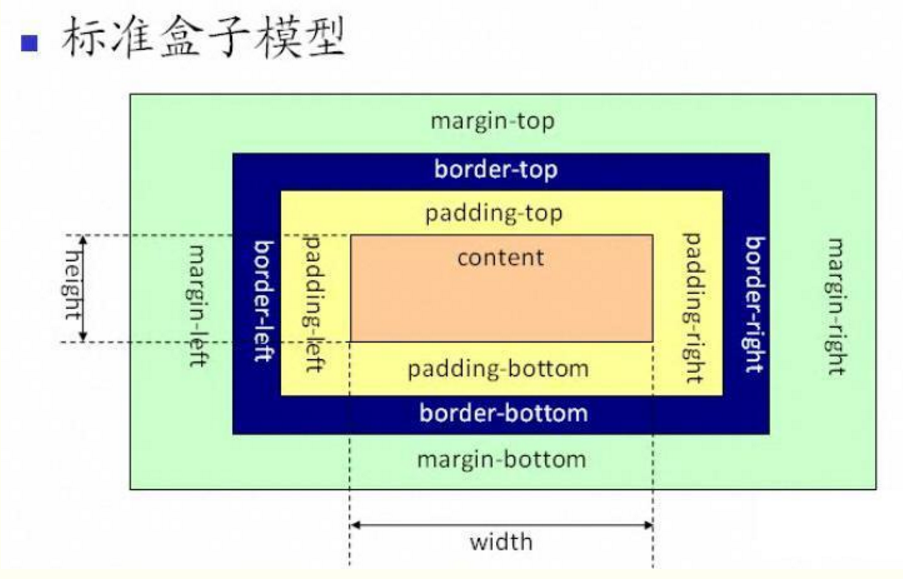 标准盒子模型
margin-top
border-top
padding-top
content
height
margin-left
border-left
padding-left
padding-right
border-right
margin-right
padding-bottom
border-bottom
margin-bottom
width